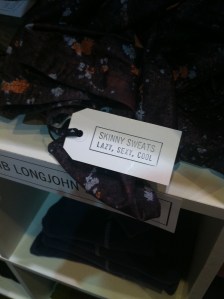 SKINNY SWEATS
LAZY, SEXY, COOL
B LONGJOHN